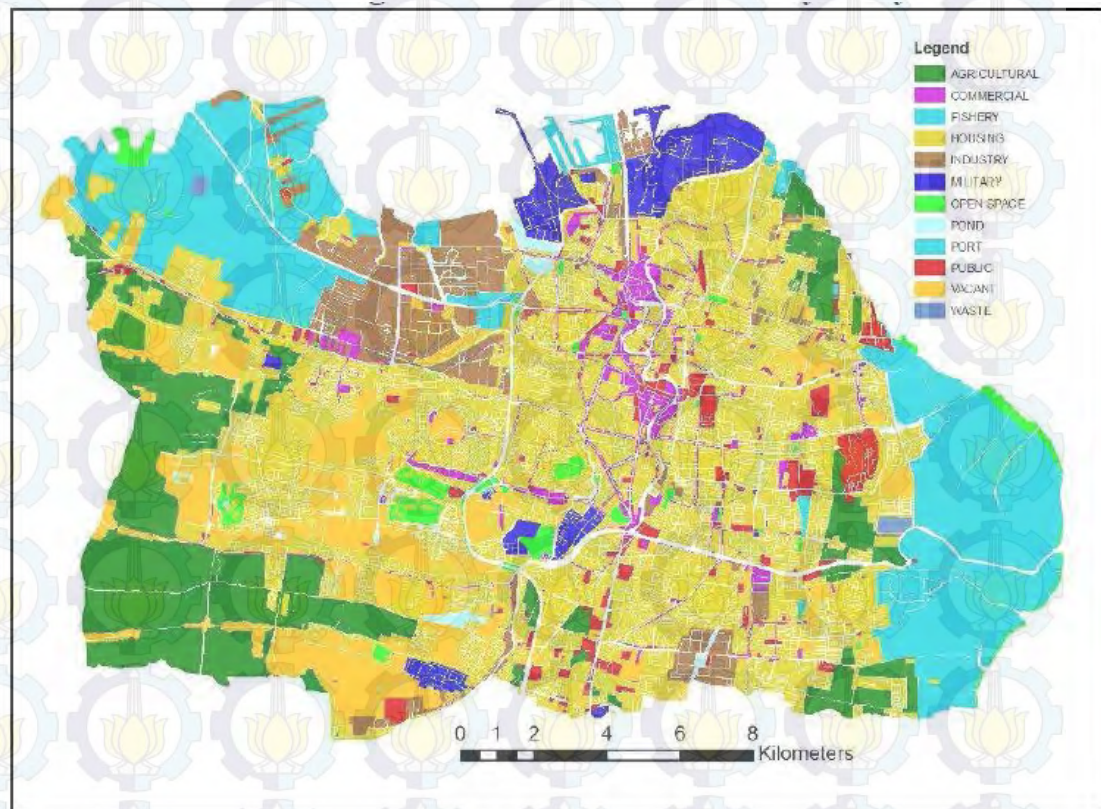 Legend
AGRICULTURAL
COMMERCIAL
FISHERY
HOUSING
INDUSTRY
MILITARY
OPEN SPACE
POND
PORT
PUBLIC
VACANT
WASTE
0 1 2 4 6 8
Kilometers